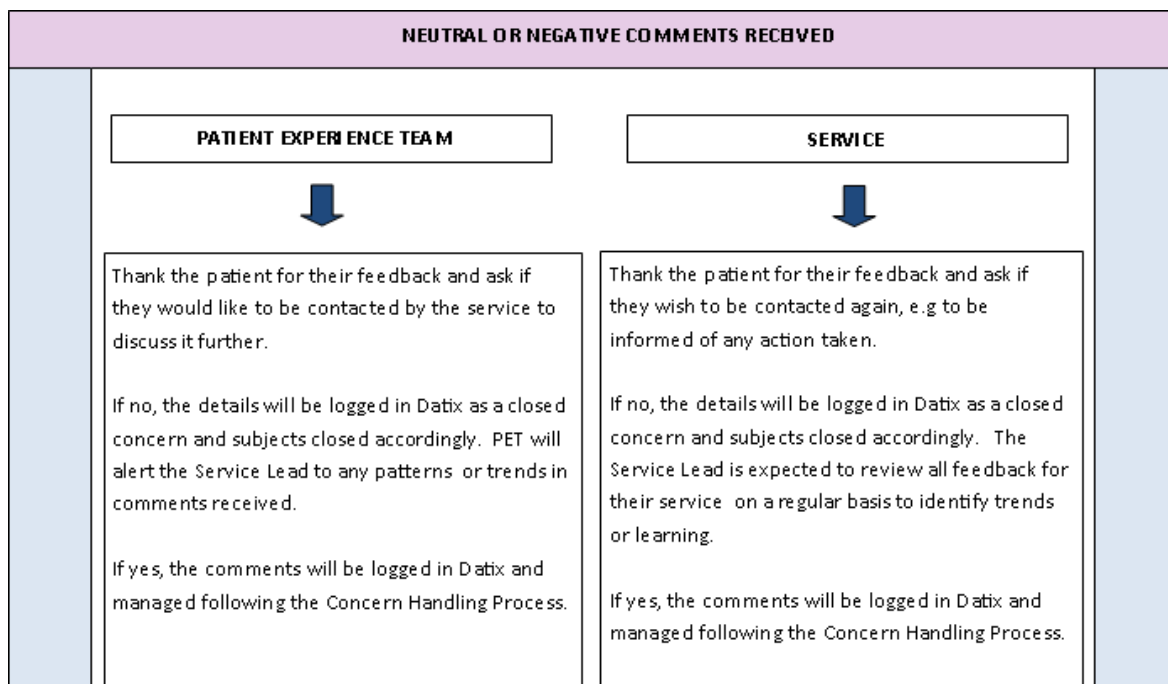 NEUTRAL OR NEGATIVE COMMENTS RECEIVED
PATIENT EXPERIENCE TEAM
Thank the patient for their feedback and ask if
they would like to be contacted by the service to
discuss it further.
If no, the details will be logged in Datix as a closed
concern and subjects closed accordingly.  PET will
alert the Service Lead to any patterns  or trends in
comments received.
If yes, the comments will be logged in Datix and
managed following the Concern Handling Process.
SERVICE
Thank the patient for their feedback and ask if
they wish to be contacted again, e.g to be
informed of any action taken.
If no, the details will be logged in Datix as a closed
concern and subjects closed accordingly.   The
Service Lead is expected to review all feedback for
their service  on a regular basis to identify trends
or learning.
If yes, the comments will be logged in Datix and
managed following the Concern Handling Process.